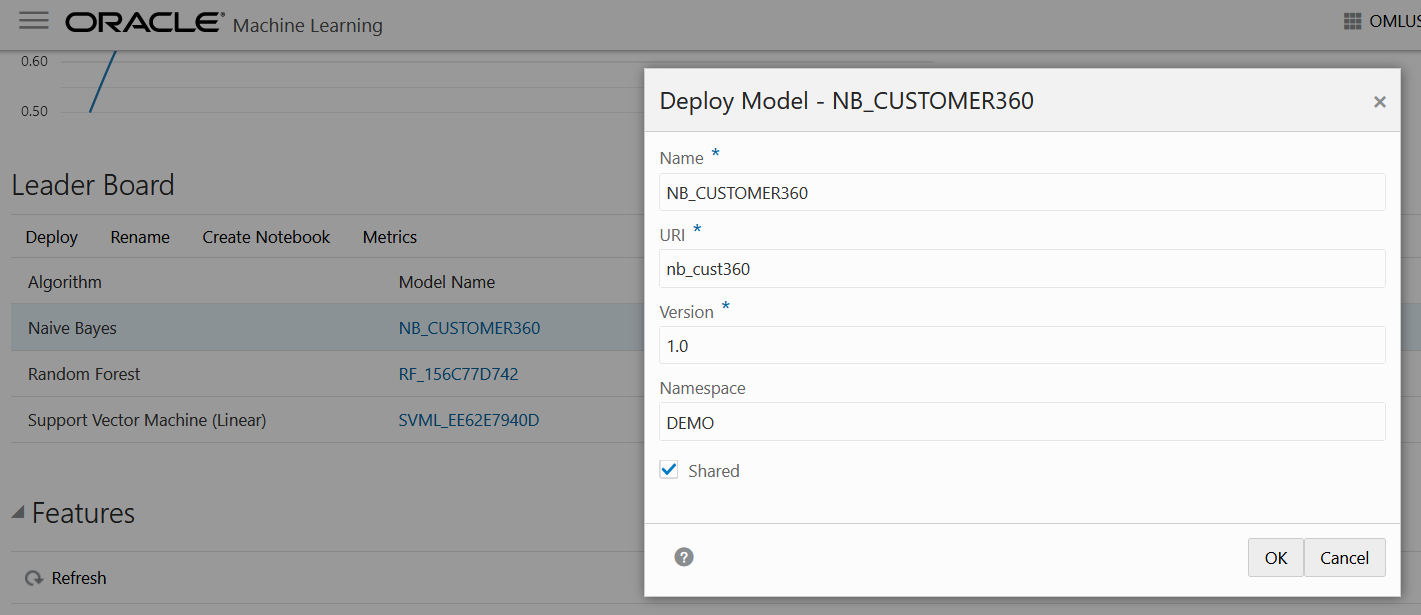 ORACLE Machine Learning
OMLUS
0.60
0.50
Leader Board
Deploy Rename Create Notebook Metrics
Algorithm Model Name
Naive Bayes NB_CUSTOMER360
Random Forest RF_156C77D742
Support Vector Machine (Linear) SVML_EE62E7940D
Features
Refresh
Deploy Model - NB_CUSTOMER360
Name *
NB_CUSTOMER360
URI *
nb_cust360
Version *
1.0
Namespace
DEMO
Shared
OK Cancel